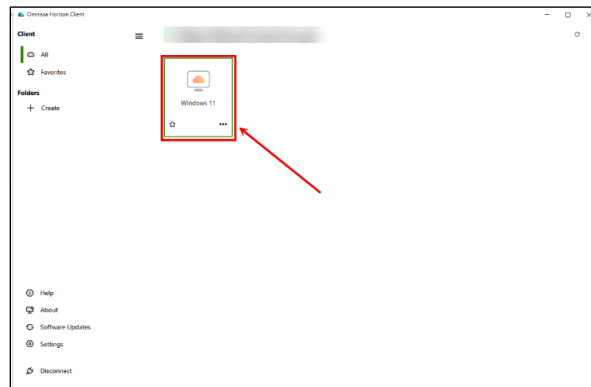 Omnissa Horizon Client
Client
All
Favorites
Folders
Create
Windows 11
Help
About
Software Updates
Settings
Disconnect